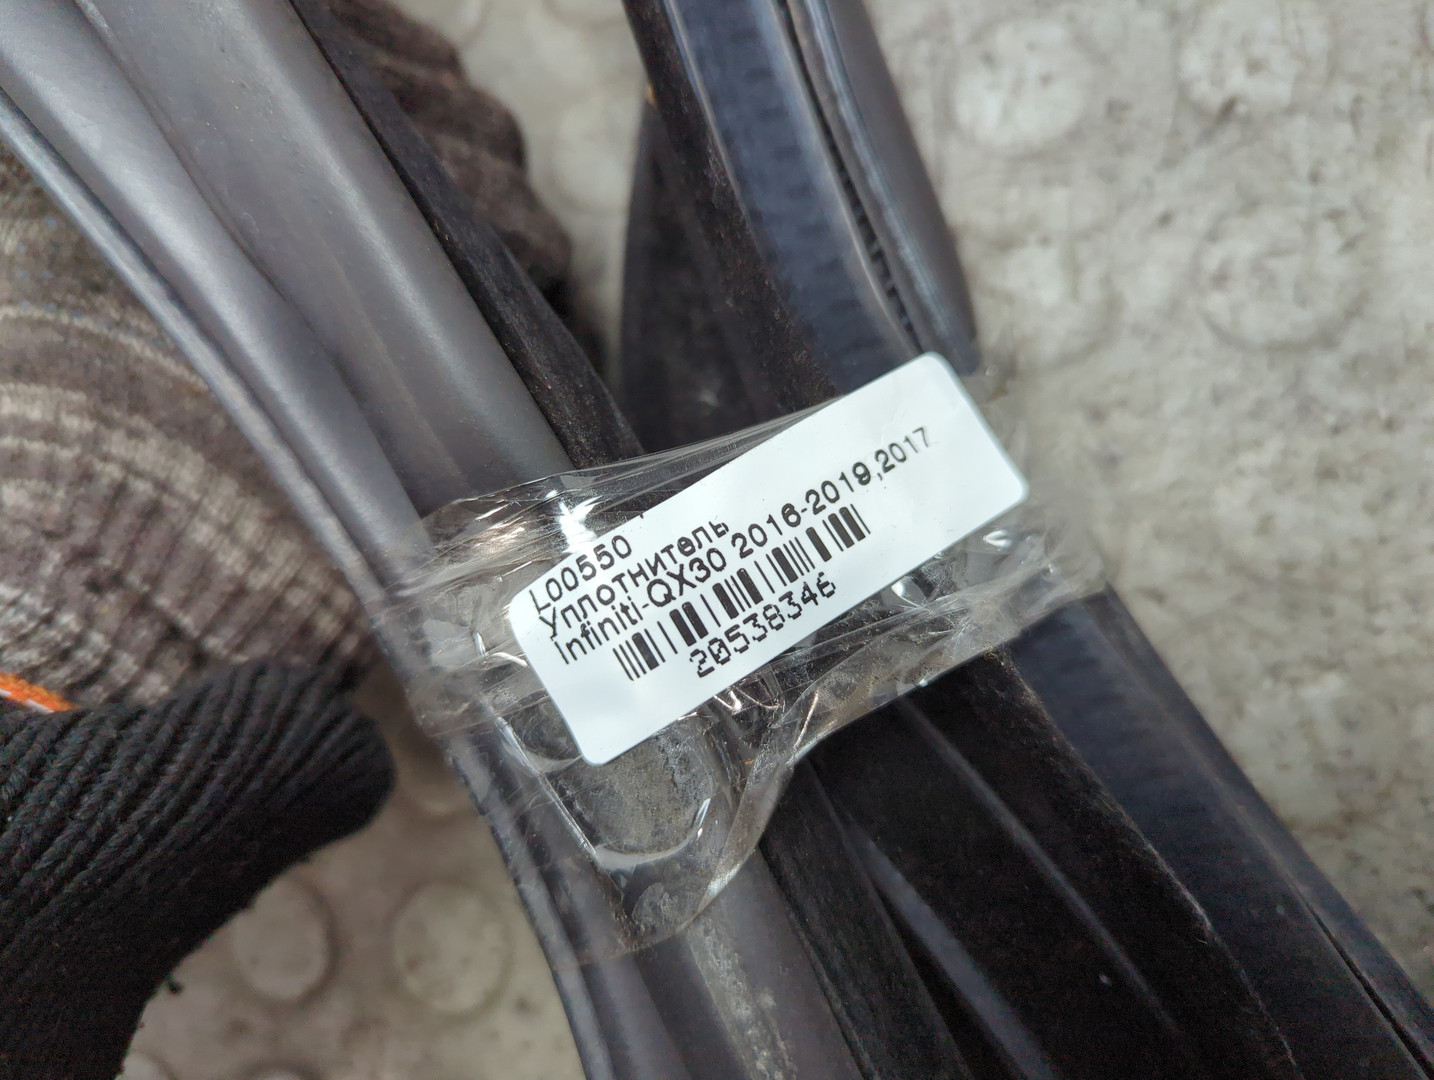 L00550
Уплотнитель
Infiniti-QX30 2016-2019,2017
20538346